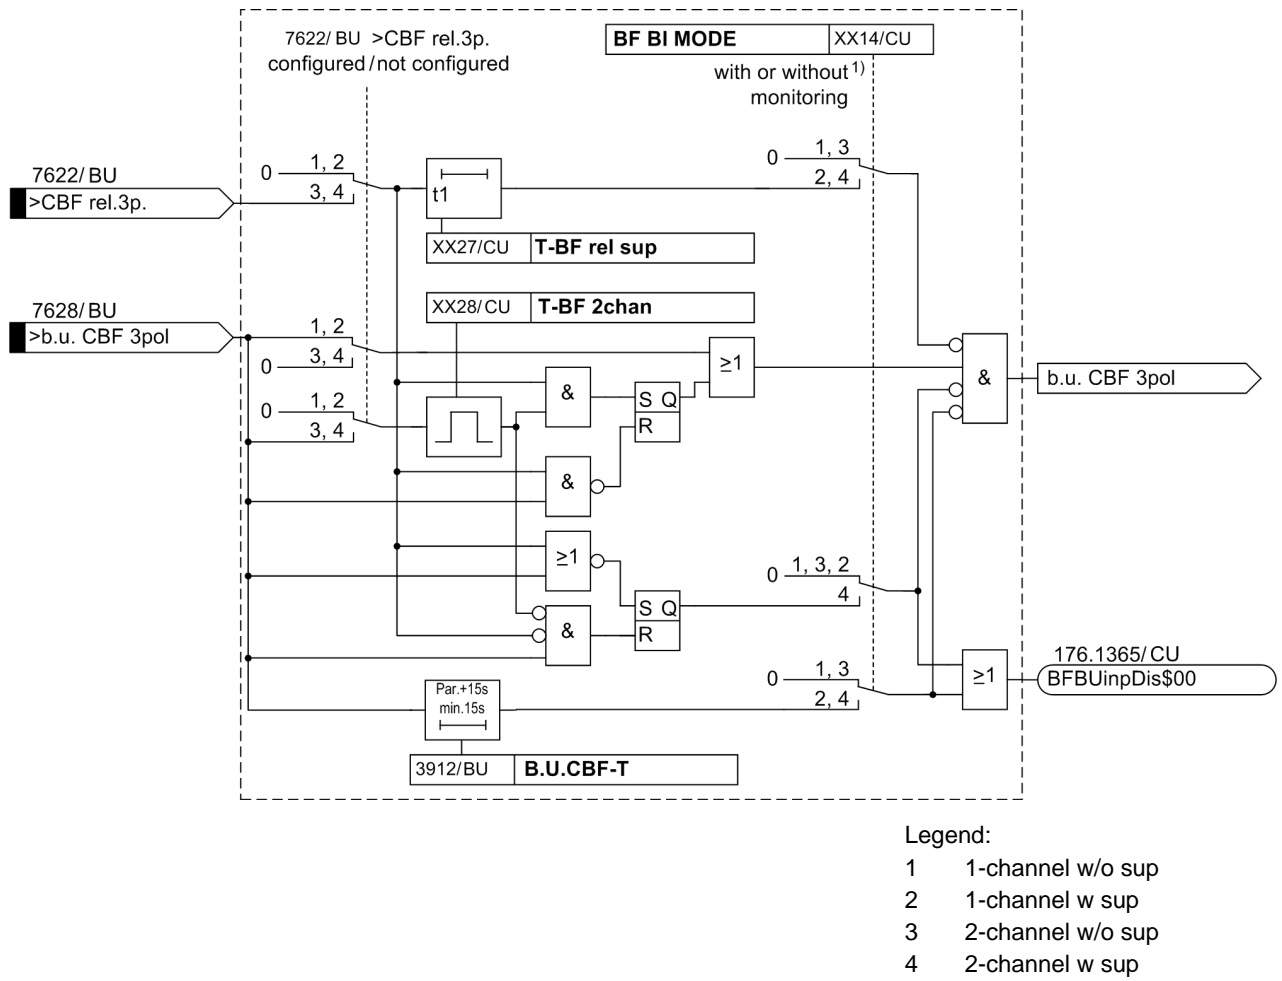 7622/ BU >CBF rel.3p.
configured / not configured
BF BI MODE XX14/CU
with or without 1)
monitoring
7622/ BU
>CBF rel.3p.
0 1, 2
3, 4
t1
XX27/CU T-BF rel sup
0 1, 3
2, 4
7628/ BU
>b.u. CBF 3pol
XX28/ CU T-BF 2chan
1, 2
0 3, 4
0 1, 2
3, 4
&
S Q
R
≥1
&
≥1
&
S Q
R
0 1, 3, 2
4
&
b.u. CBF 3pol
0 1, 3
2, 4
≥1
176.1365/ CU
BFBUinpDis$00
Par.+15s
min.15s
3912/BU B.U.CBF-T
Legend:
1 1-channel w/o sup
2 1-channel w sup
3 2-channel w/o sup
4 2-channel w sup